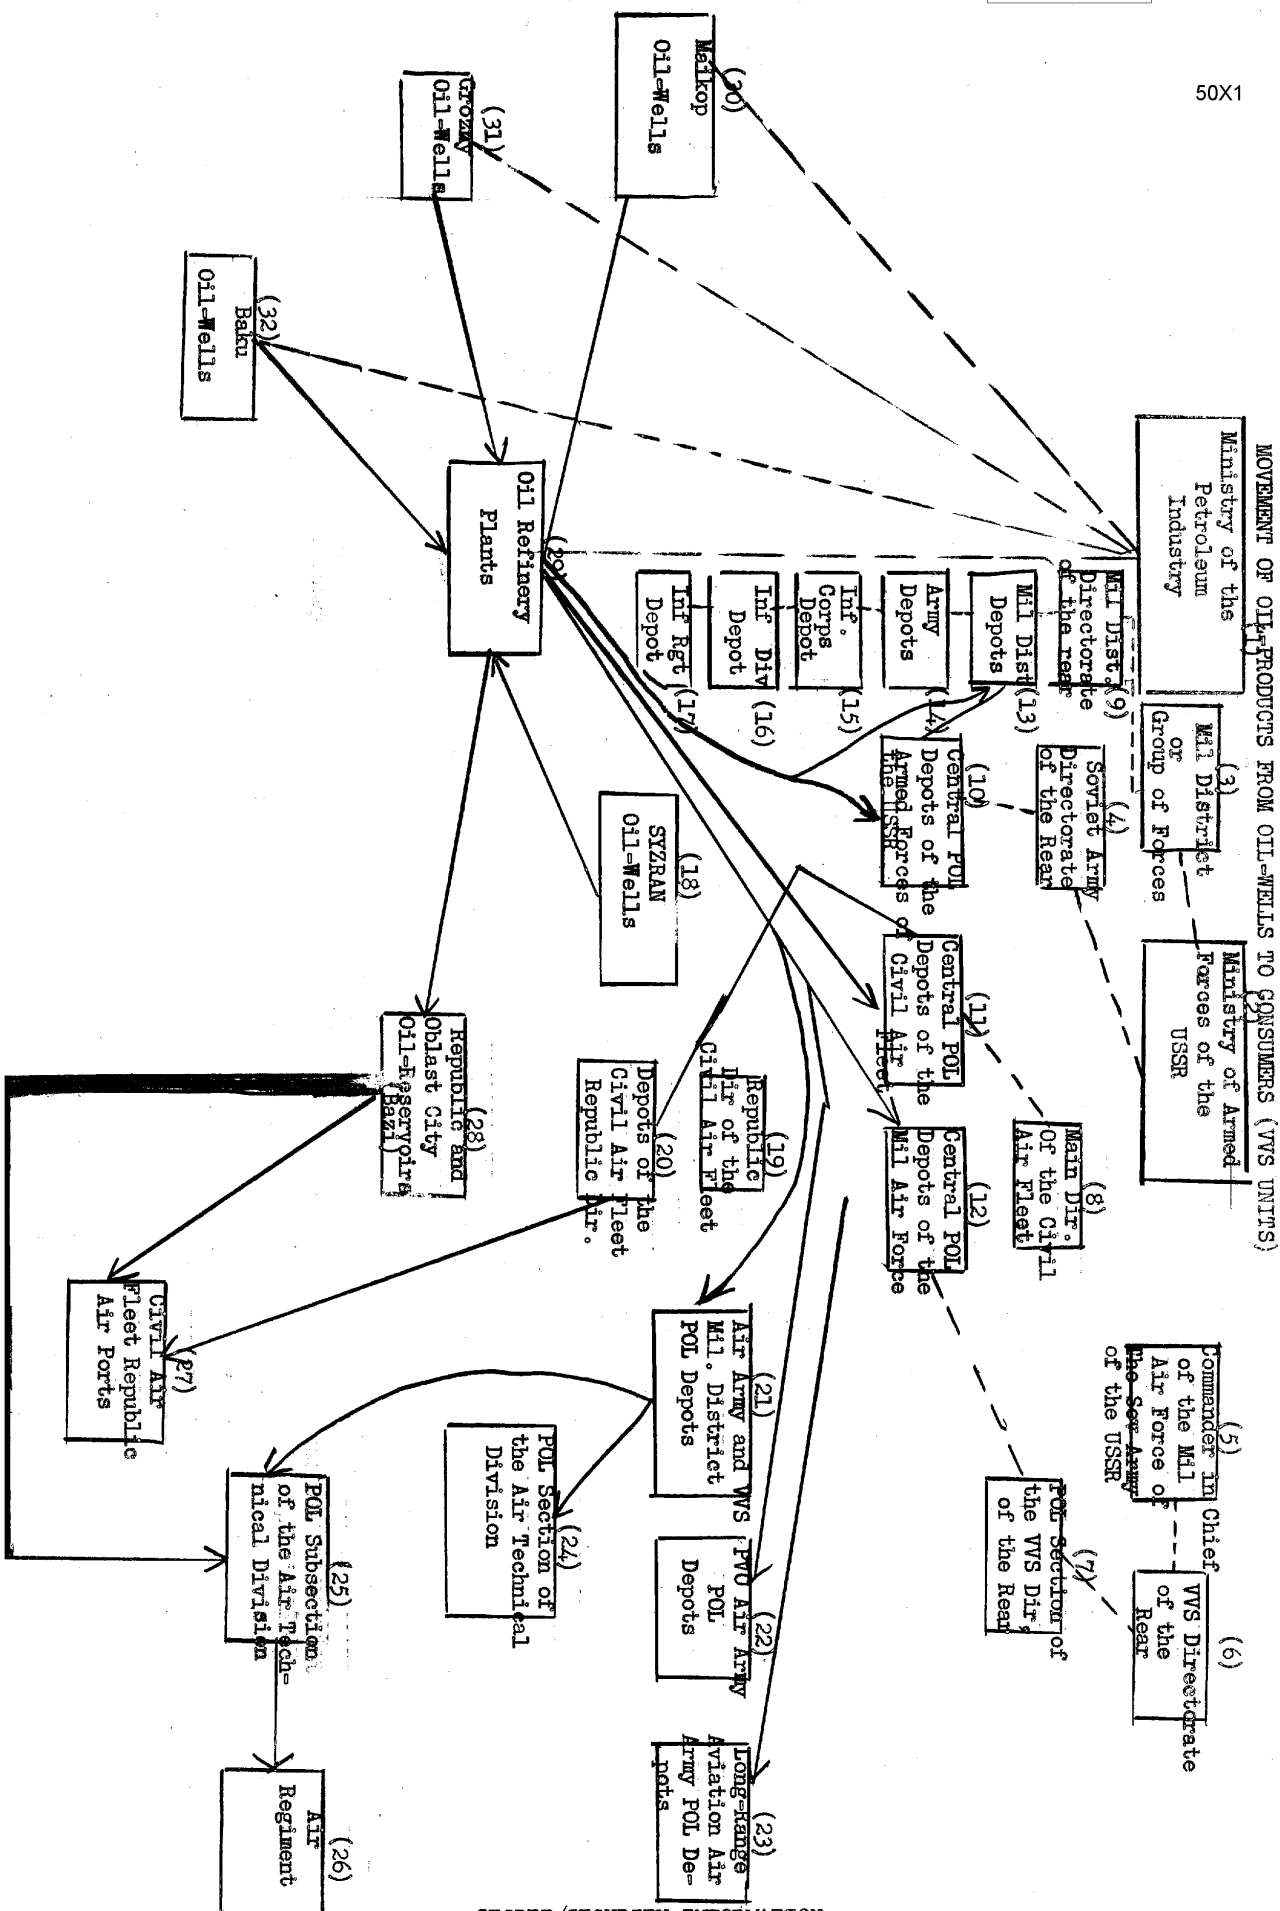 50X1
MOVEMENT OF OIL-PRODUCTS FROM OIL-WELLS TO CONSUMERS (VVS UNITS)
Ministry of the
Petroleum
Industry
(3)
Mil District
or
Group of Forces
Ministry of Armed
Forces of the
USSR
(5)
Commander in Chief
of the Mil
Air Force of
the Sov Army
of the USSR
(6)
VVS Directorate
of the
Rear
(9)
Mil Dist.
Directorate
of the rear
(4)
Soviet Army
Directorate
of the Rear
(8)
Main Dir.
Of the Civil
Air Fleet
(7)
POL Section of
the VVS Dir,
of the Rear
(13)
Mil Dist
Depots
(14)
Army
Depots
(15)
Inf.
Corps
Depot
(16)
Inf Div
Depot
(17)
Inf Rgt
Depot
(10)
Central POL
Depots of the
Armed Forces of
the USSR
(11)
Central POL
Depots of the
Civil Air
Fleet
(12)
Central POL
Depots of the
Mil Air Force
(30)
Maikop
Oil-Wells
(31)
Grozny
Oil-Wells
(32)
Baku
Oil-Wells
(29)
Oil Refinery
Plants
(18)
SYZRAN
Oil-Wells
(19)
Republic
Dir of the
Civil Air Fleet
(20)
Depots of the
Civil Air Fleet
Republic Dir.
(21)
Air Army and VVS
Mil. District
POL Depots
(22)
PVO Air Army
POL
Depots
(23)
Long-Range
Aviation Air
Army POL De-
pots
(24)
POL Section of
the Air Technical
Division
(28)
Republic and
Oblast City
Oil-Reservoirs
Bazi)
(27)
Civil Air
Fleet Republic
Air Ports
(25)
POL Subsection
of the Air Tech-
nical Division
(26)
Air
Regiment